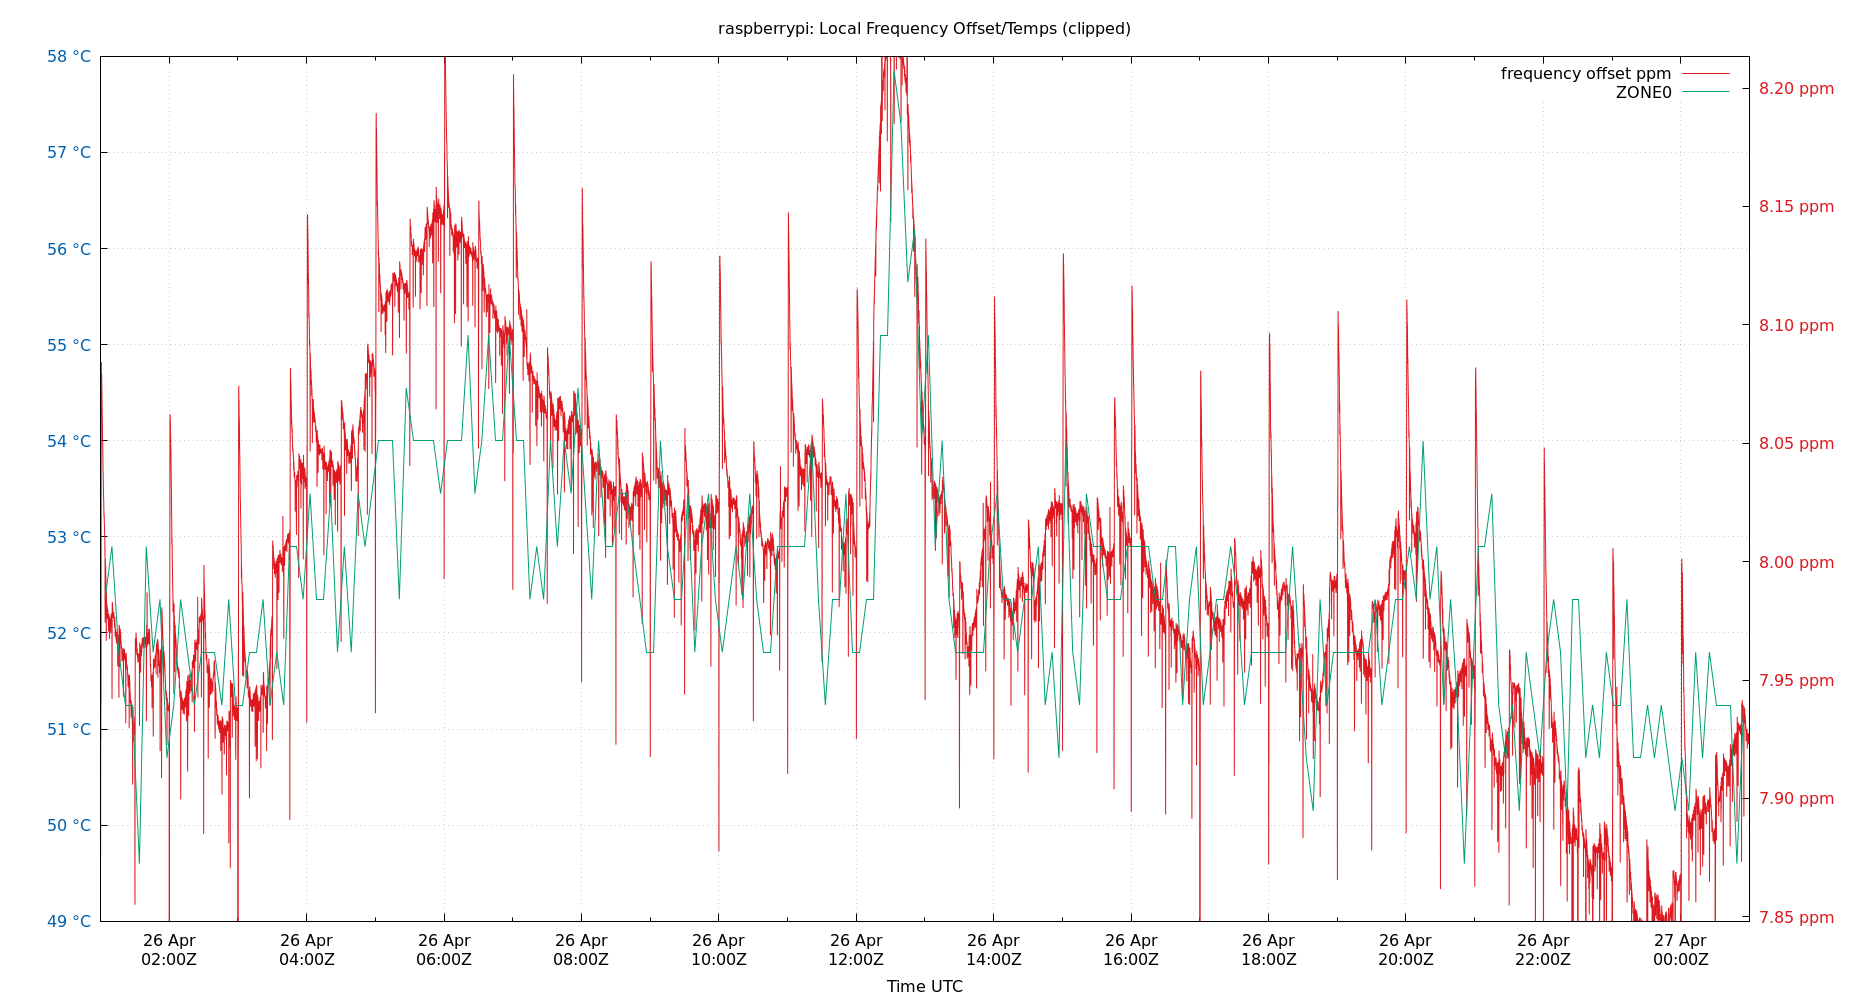 raspberrypi: Local Frequency Offset/Temps (clipped)
frequency offset ppm
ZONE0
58 °C
57 °C
56 °C
55 °C
54 °C
53 °C
52 °C
51 °C
50 °C
49 °C
8.20 ppm
8.15 ppm
8.10 ppm
8.05 ppm
8.00 ppm
7.95 ppm
7.90 ppm
7.85 ppm
26 Apr 26 Apr 26 Apr 26 Apr 26 Apr 26 Apr 26 Apr 26 Apr 26 Apr 26 Apr 26 Apr 27 Apr
02:00Z 04:00Z 06:00Z 08:00Z 10:00Z 12:00Z 14:00Z 16:00Z 18:00Z 20:00Z 22:00Z 00:00Z
Time UTC